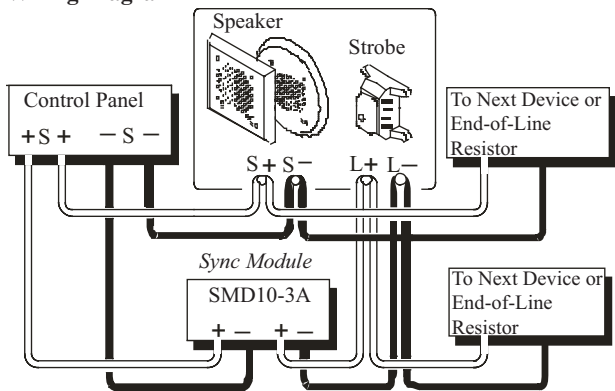 Speaker
Strobe
Control Panel
+ S + − S −
S+ S− L+ L−
To Next Device or
End-of-Line
Resistor
Sync Module
SMD10-3A
+ − + −
To Next Device or
End-of-Line
Resistor